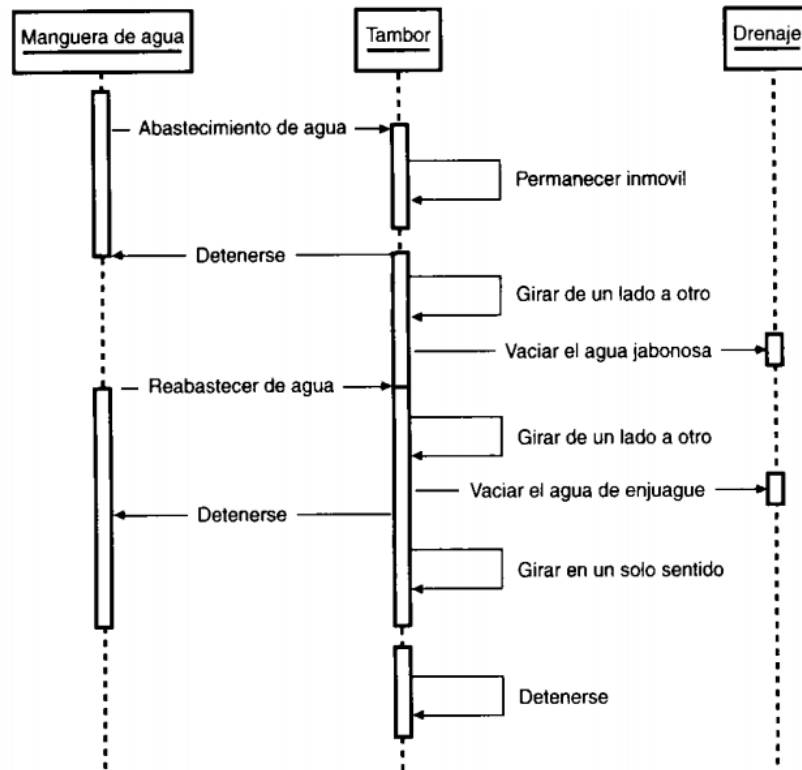 Manguera de agua
Tambor
Drenaje
Abastecimiento de agua
Permanecer inmovil
Detenerse
Girar de un lado a otro
Vaciar el agua jabonosa
Reabastecer de agua
Girar de un lado a otro
Vaciar el agua de enjuague
Detenerse
Girar en un solo sentido
Detenerse